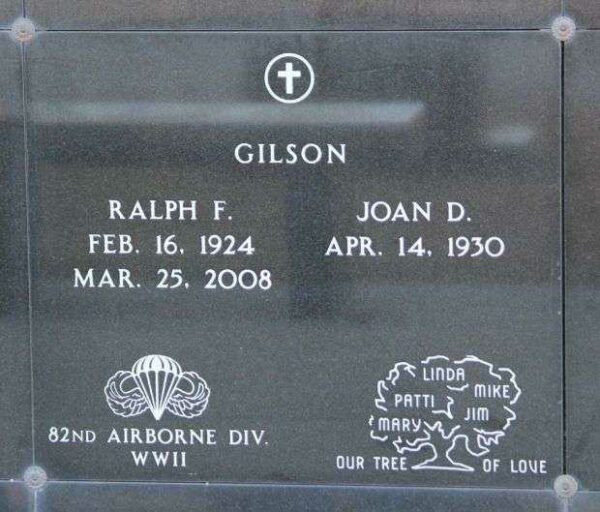 GILSON
RALPH F.
FEB. 16, 1924
MAR. 25, 2008
JOAN D.
APR. 14, 1930
82ND AIRBORNE DIV.
WWII
LINDA
MIKE
PATTI
JIM
& MARY
OUR TREE OF LOVE